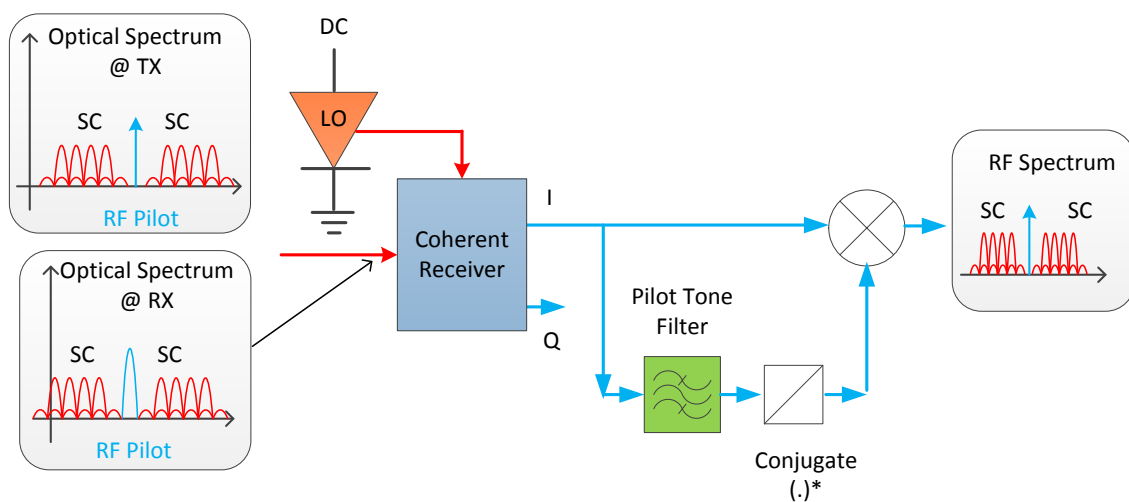 Optical Spectrum
@ TX
SC
SC
RF Pilot
Optical Spectrum
@ RX
SC
SC
RF Pilot
DC
LO
Coherent
Receiver
I
Q
Pilot Tone
Filter
Conjugate
(.)*
RF Spectrum
SC
SC